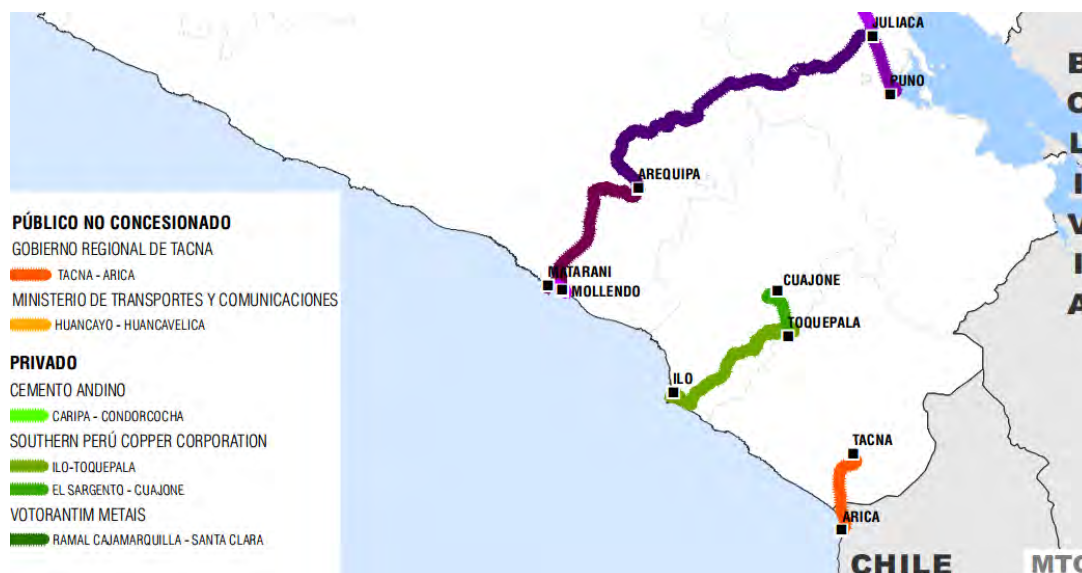 JULIACA
PUNO
AREQUIPA
MATARANI
MOLLENDO
CUAJONE
TOQUEPALA
ILO
TACNA
ARICA
BOLIVIA
CHILE
MTC
PÚBLICO NO CONCESIONADO
GOBIERNO REGIONAL DE TACNA
TACNA - ARICA
MINISTERIO DE TRANSPORTES Y COMUNICACIONES
HUANCAYO - HUANCAVELICA
PRIVADO
CEMENTO ANDINO
CARIPA - CONDORCOCHA
SOUTHERN PERÚ COPPER CORPORATION
ILO-TOQUEPALA
EL SARGENTO - CUAJONE
VOTORANTIM METAIS
RAMAL CAJAMARQUILLA - SANTA CLARA